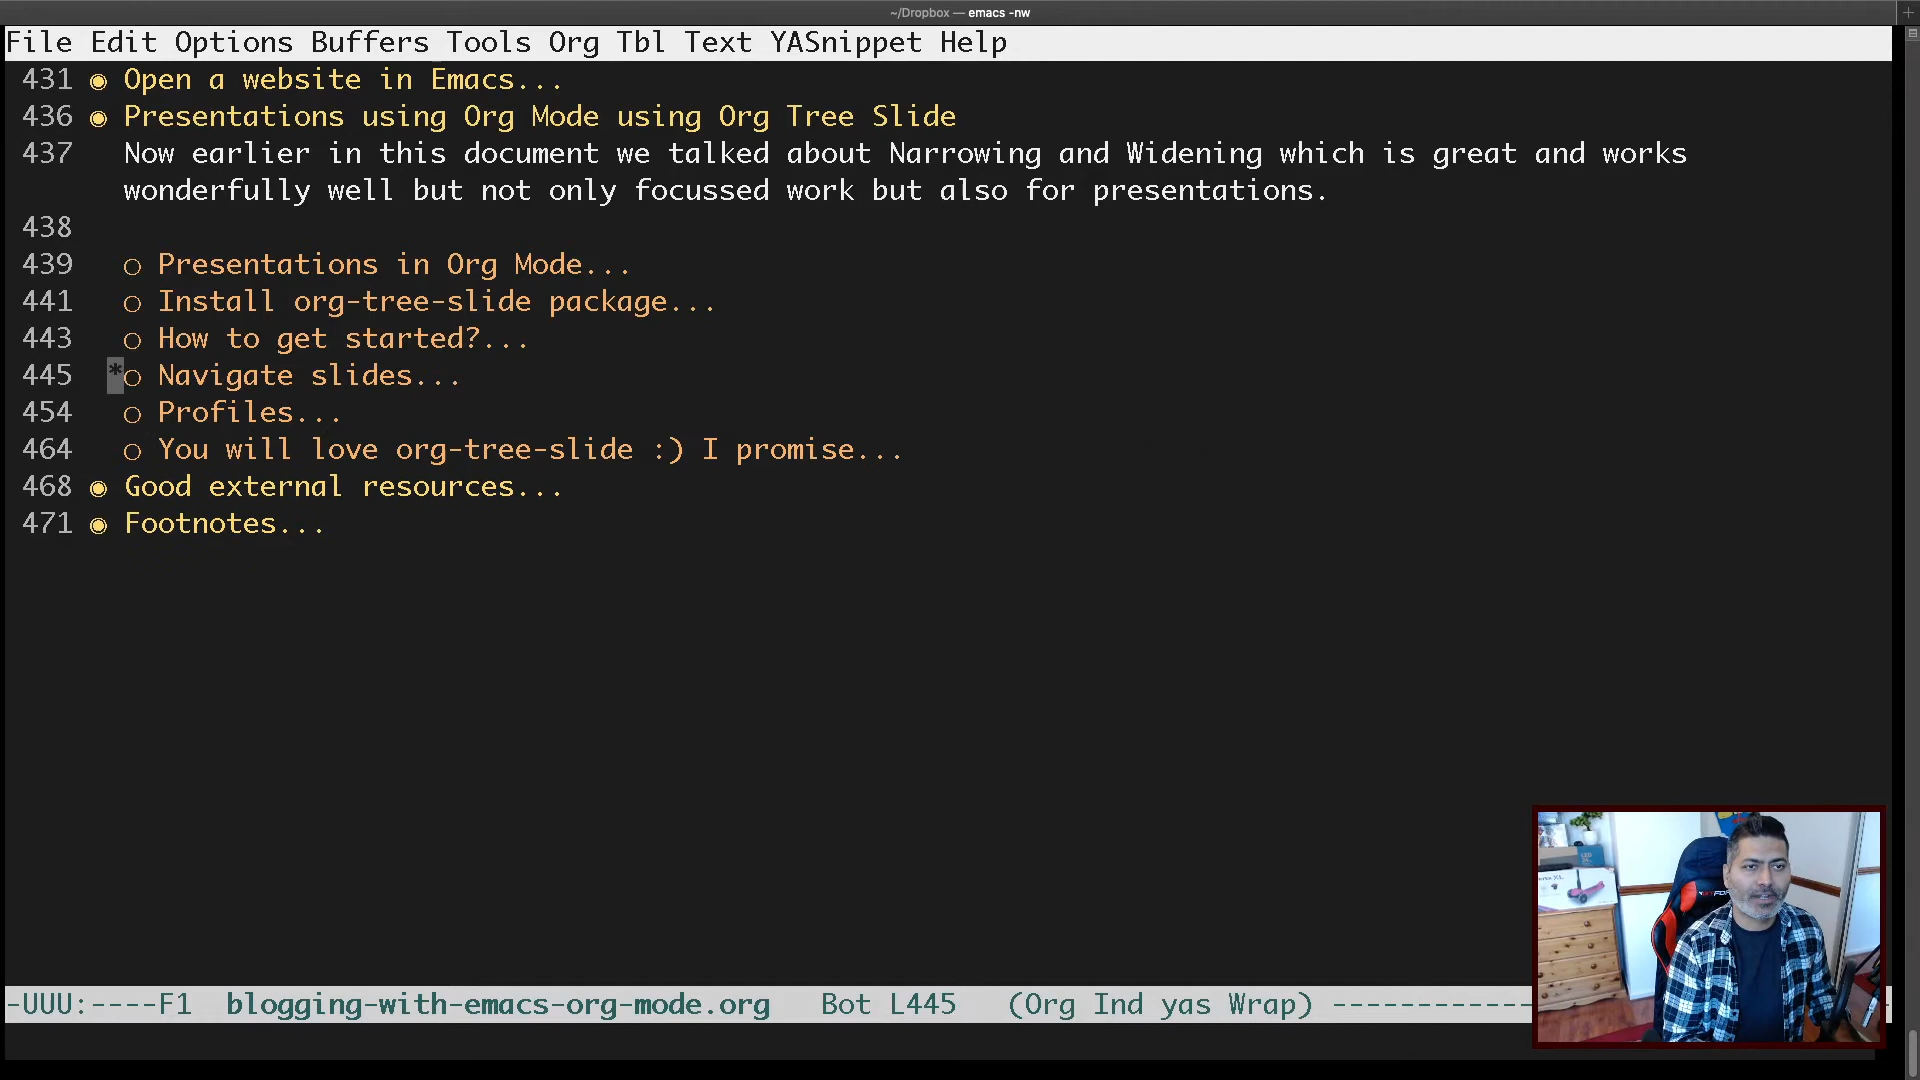 ~/Dropbox — emacs -nw
File Edit Options Buffers Tools Org Tbl Text YASnippet Help
431 ◉ Open a website in Emacs...
436 ◉ Presentations using Org Mode using Org Tree Slide
437 Now earlier in this document we talked about Narrowing and Widening which is great and works
wonderfully well but not only focussed work but also for presentations.
438
439 ○ Presentations in Org Mode...
441 ○ Install org-tree-slide package...
443 ○ How to get started?...
445 *○ Navigate slides...
454 ○ Profiles...
464 ○ You will love org-tree-slide :) I promise...
468 ◉ Good external resources...
471 ◉ Footnotes...
-UUU:----F1 blogging-with-emacs-org-mode.org Bot L445 (Org Ind yas Wrap) ------------